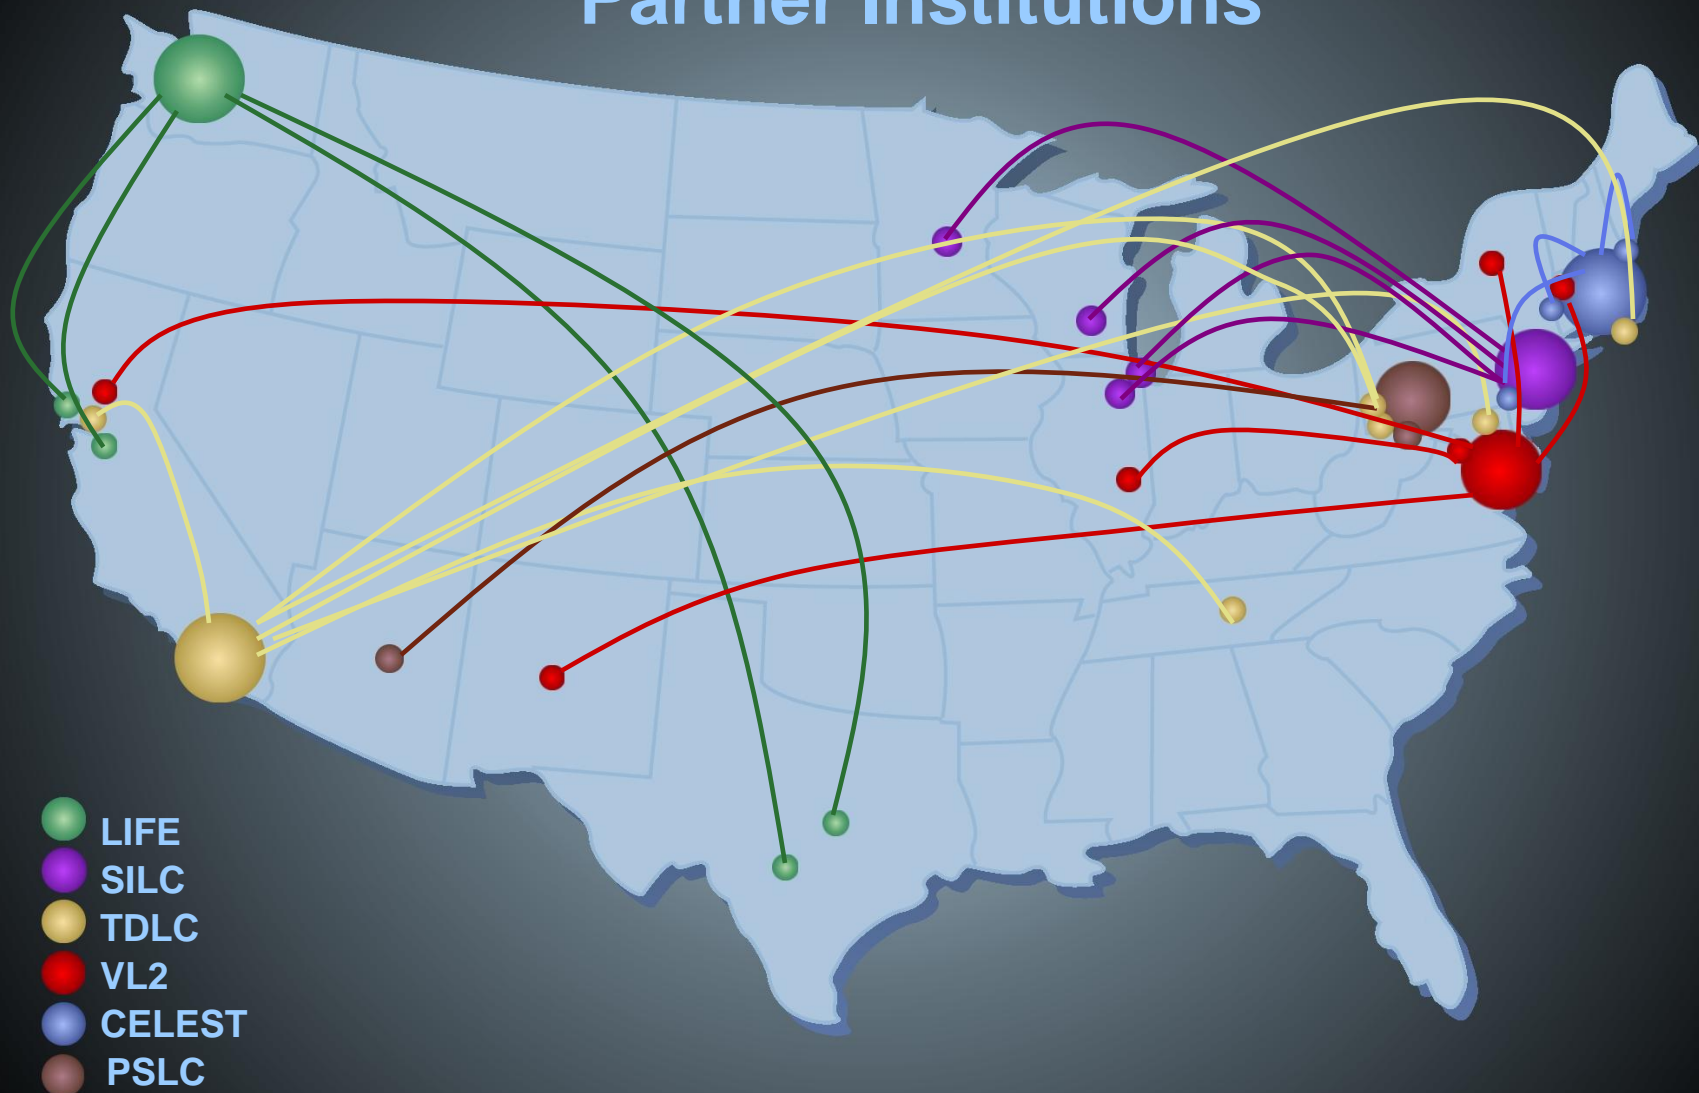 Partner Institutions
LIFE
SILC
TDLC
VL2
CELEST
PSLC